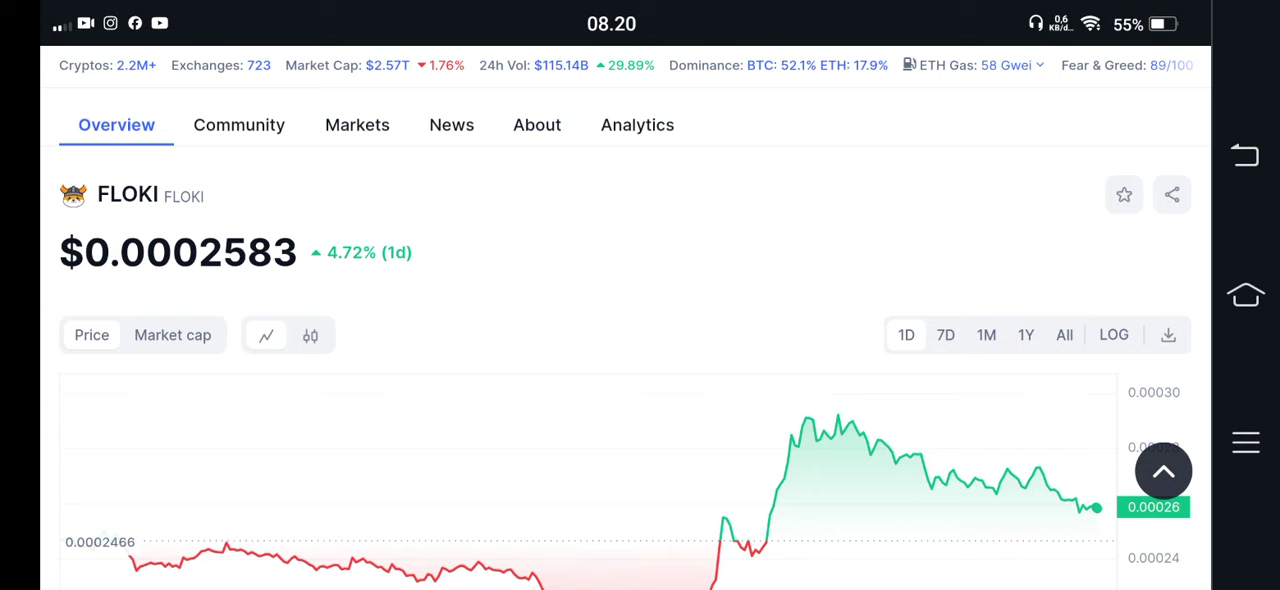 08.20
0,6 KB/d...
55%
Cryptos: 2.2M+ Exchanges: 723 Market Cap: $2.57T 1.76% 24h Vol: $115.14B 29.89% Dominance: BTC: 52.1% ETH: 17.9% ETH Gas: 58 Gwei Fear & Greed: 89/100
Overview Community Markets News About Analytics
FLOKI FLOKI
$0.0002583 4.72% (1d)
Price Market cap 1D 7D 1M 1Y All LOG
0.00030
0.00026
0.0002466
0.00024